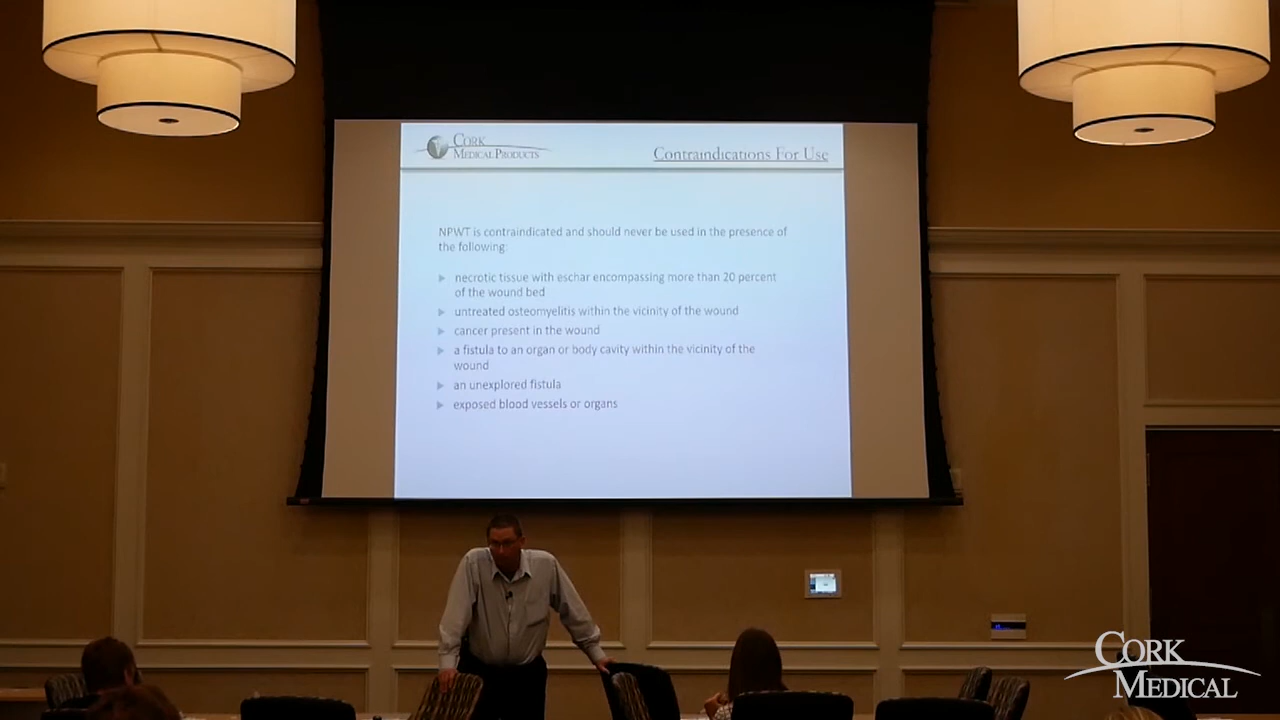 CORK
MEDICAL PRODUCTS
Contraindications For Use
NPWT is contraindicated and should never be used in the presence of
the following:
necrotic tissue with eschar encompassing more than 20 percent
of the wound bed
untreated osteomyelitis within the vicinity of the wound
cancer present in the wound
a fistula to an organ or body cavity within the vicinity of the
wound
an unexplored fistula
exposed blood vessels or organs
CORK
MEDICAL